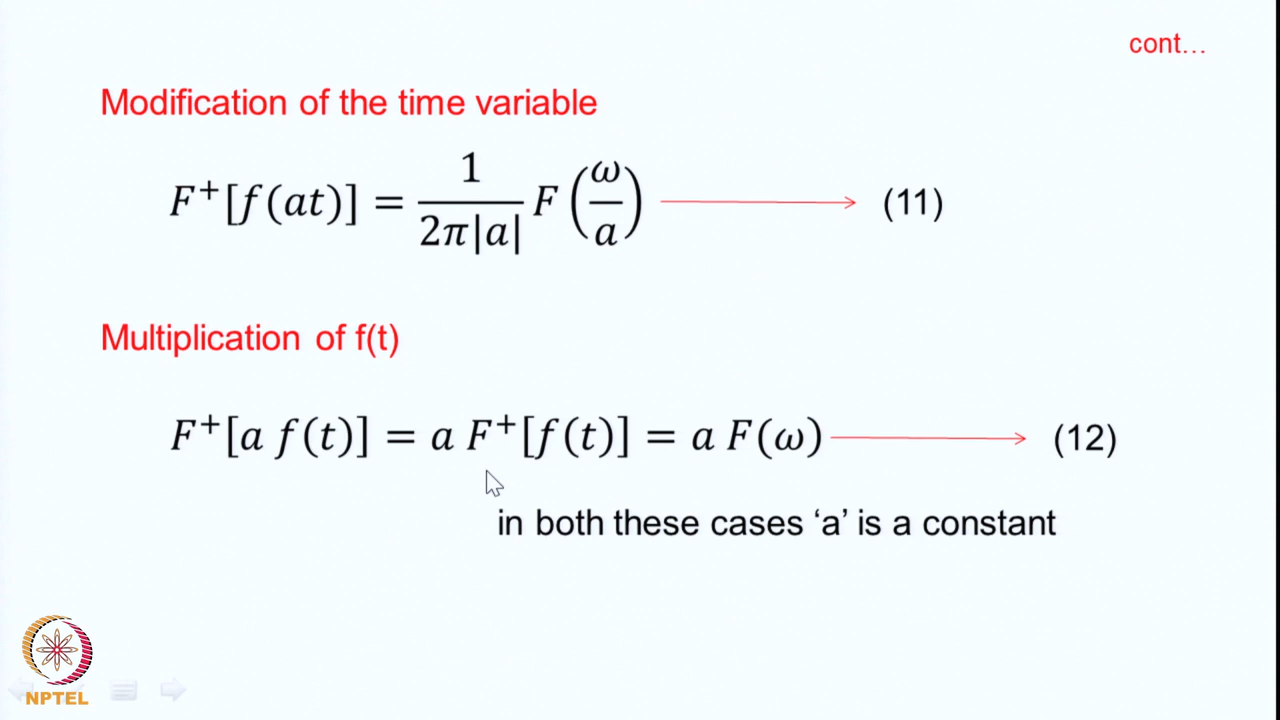 cont...
Modification of the time variable
F⁺[f(at)] = 1/(2π|a|) F(ω/a) (11)
Multiplication of f(t)
F⁺[a f(t)] = a F⁺[f(t)] = a F(ω) (12)
in both these cases ‘a’ is a constant
NPTEL